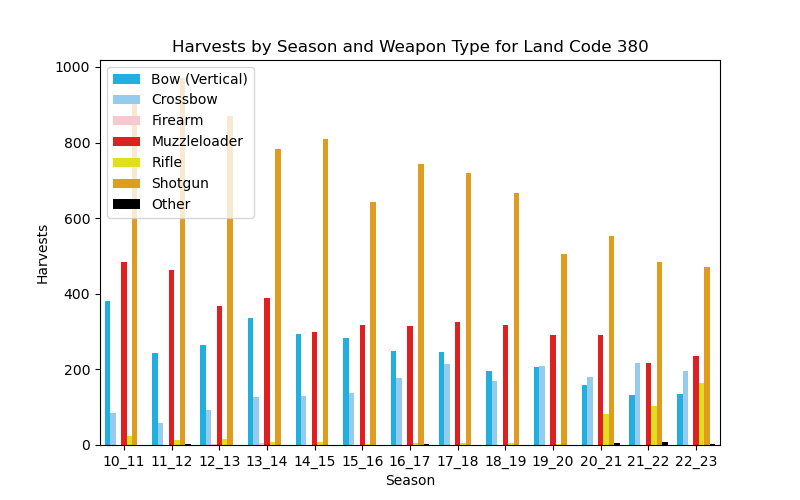 Harvests by Season and Weapon Type for Land Code 380
1000
800
600
400
200
0
Harvests
Bow (Vertical)
Crossbow
Firearm
Muzzleloader
Rifle
Shotgun
Other
10_11 11_12 12_13 13_14 14_15 15_16 16_17 17_18 18_19 19_20 20_21 21_22 22_23
Season